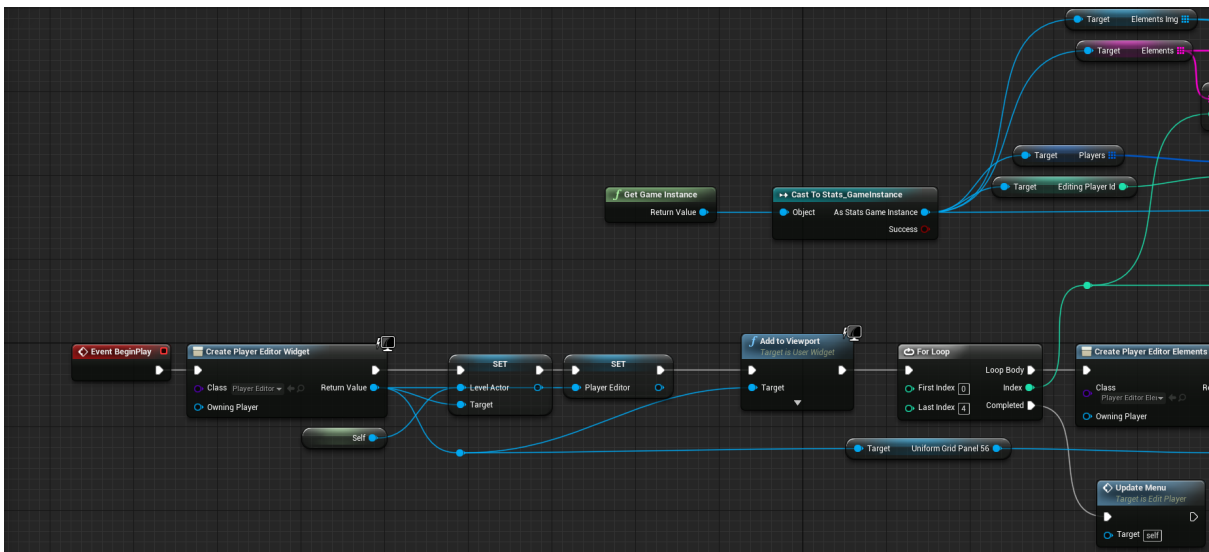 Target Elements Img
Target Elements
Target Players
Target Editing Player Id
f Get Game Instance
Return Value
Cast To Stats_GameInstance
Object As Stats Game Instance
Success
Event BeginPlay
Create Player Editor Widget
Class Player Editor Return Value
Owning Player
Self
SET
Level Actor
Target
SET
Player Editor
f Add to Viewport
Target is User Widget
Target
For Loop
Loop Body
First Index 0 Index
Last Index 4 Completed
Create Player Editor Elements
Class Re
Player Editor Eler
Owning Player
Target Uniform Grid Panel 56
Update Menu
Target is Edit Player
Target self